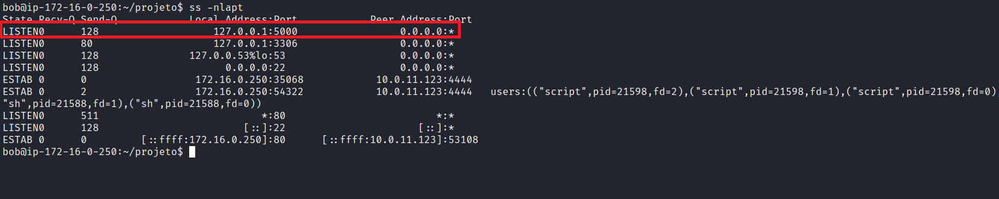 bob@ip-172-16-0-250:~/projeto$ ss -nlapt
State Recv-Q Send-Q            Local Address:Port            Peer Address:Port
LISTEN0      128                   127.0.0.1:5000                 0.0.0.0:*
LISTEN0      80                    127.0.0.1:3306                 0.0.0.0:*
LISTEN0      128               127.0.0.53%lo:53                   0.0.0.0:*
LISTEN0      128                     0.0.0.0:22                   0.0.0.0:*
ESTAB 0      0                  172.16.0.250:35068            10.0.11.123:4444
ESTAB 0      2                  172.16.0.250:54322            10.0.11.123:4444   users:(("script",pid=21598,fd=2),("script",pid=21598,fd=1),("script",pid=21598,fd=0),
"sh",pid=21588,fd=1),("sh",pid=21588,fd=0))
LISTEN0      511                           *:80                         *:*
LISTEN0      128                        [::]:22                      [::]:*
ESTAB 0      0         [::ffff:172.16.0.250]:80      [::ffff:10.0.11.123]:53108
bob@ip-172-16-0-250:~/projeto$